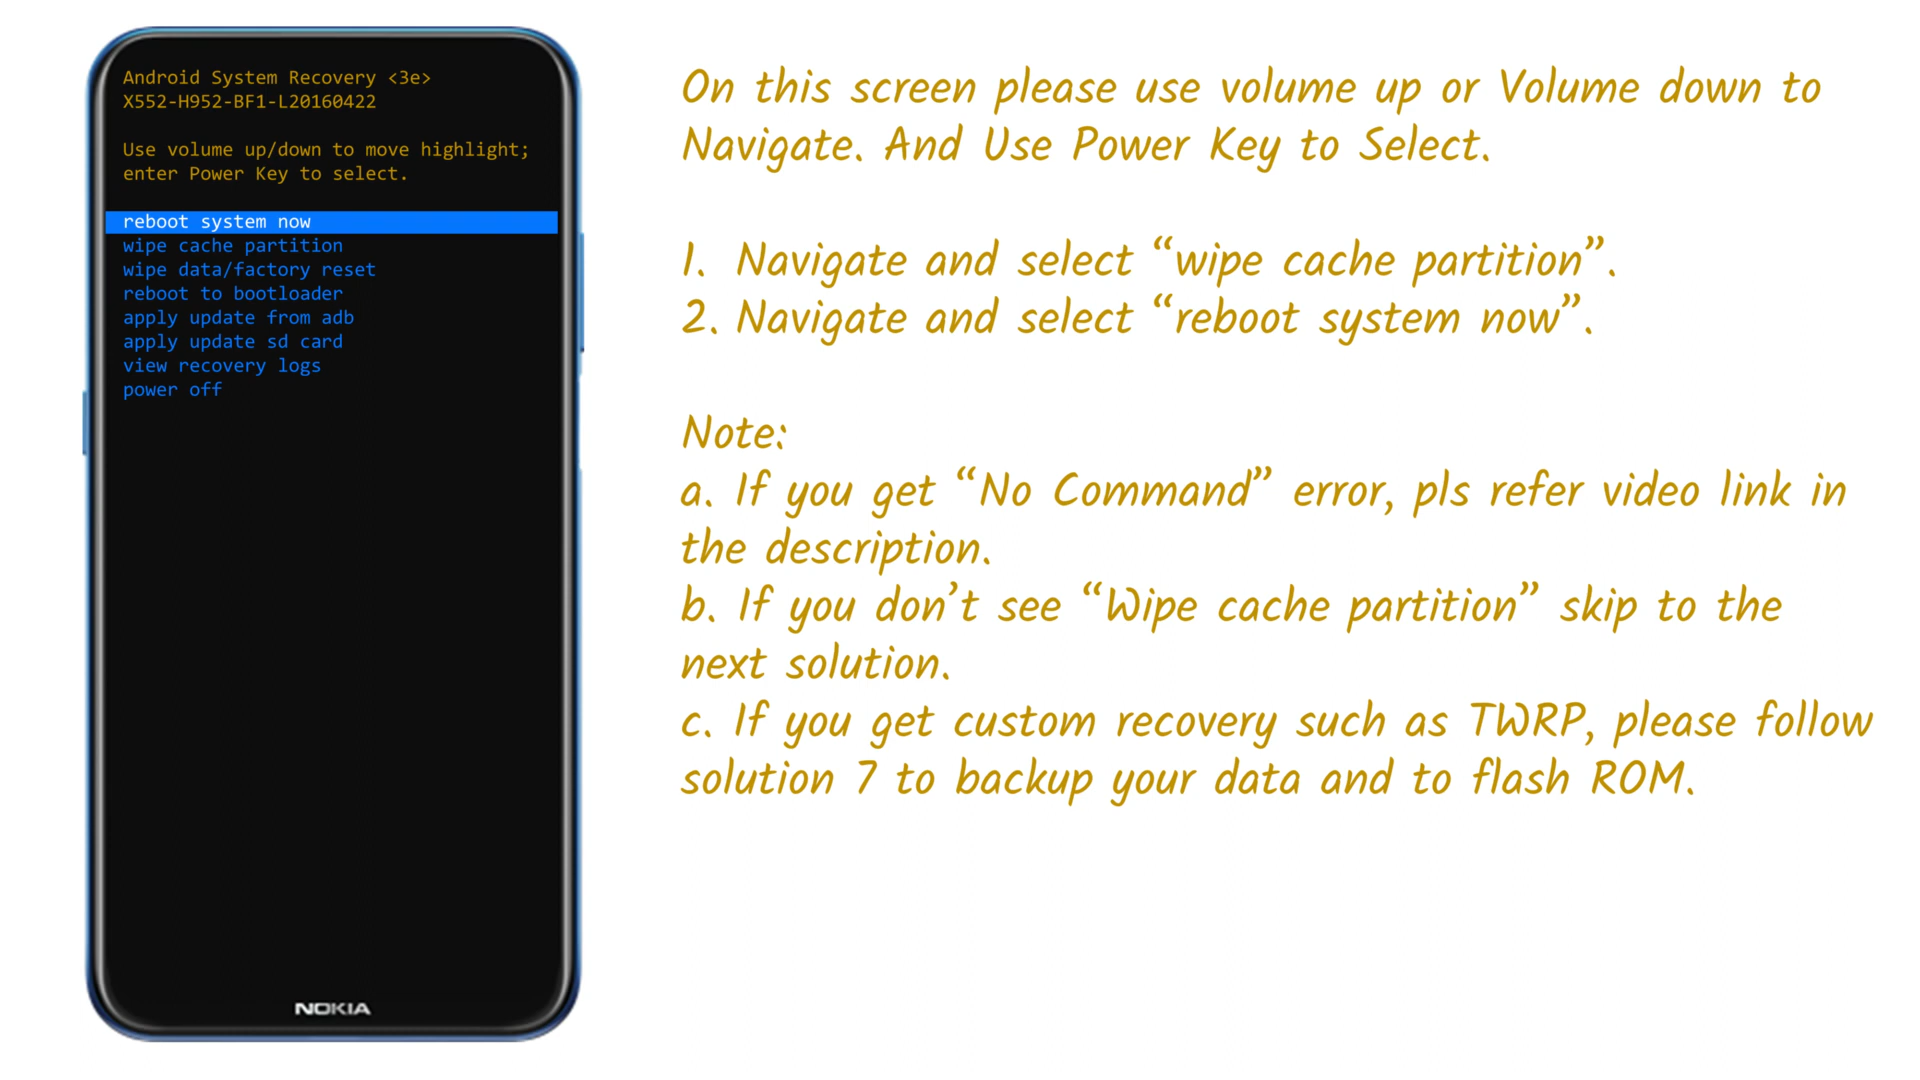 Android System Recovery <3e>
X552-H952-BF1-L20160422
Use volume up/down to move highlight;
enter Power Key to select.
reboot system now
wipe cache partition
wipe data/factory reset
reboot to bootloader
apply update from adb
apply update sd card
view recovery logs
power off
NOKIA
On this screen please use volume up or Volume down to
Navigate. And Use Power Key to Select.
1. Navigate and select “wipe cache partition”.
2. Navigate and select “reboot system now”.
Note:
a. If you get “No Command” error, pls refer video link in
the description.
b. If you don’t see “Wipe cache partition” skip to the
next solution.
c. If you get custom recovery such as TWRP, please follow
solution 7 to backup your data and to flash ROM.